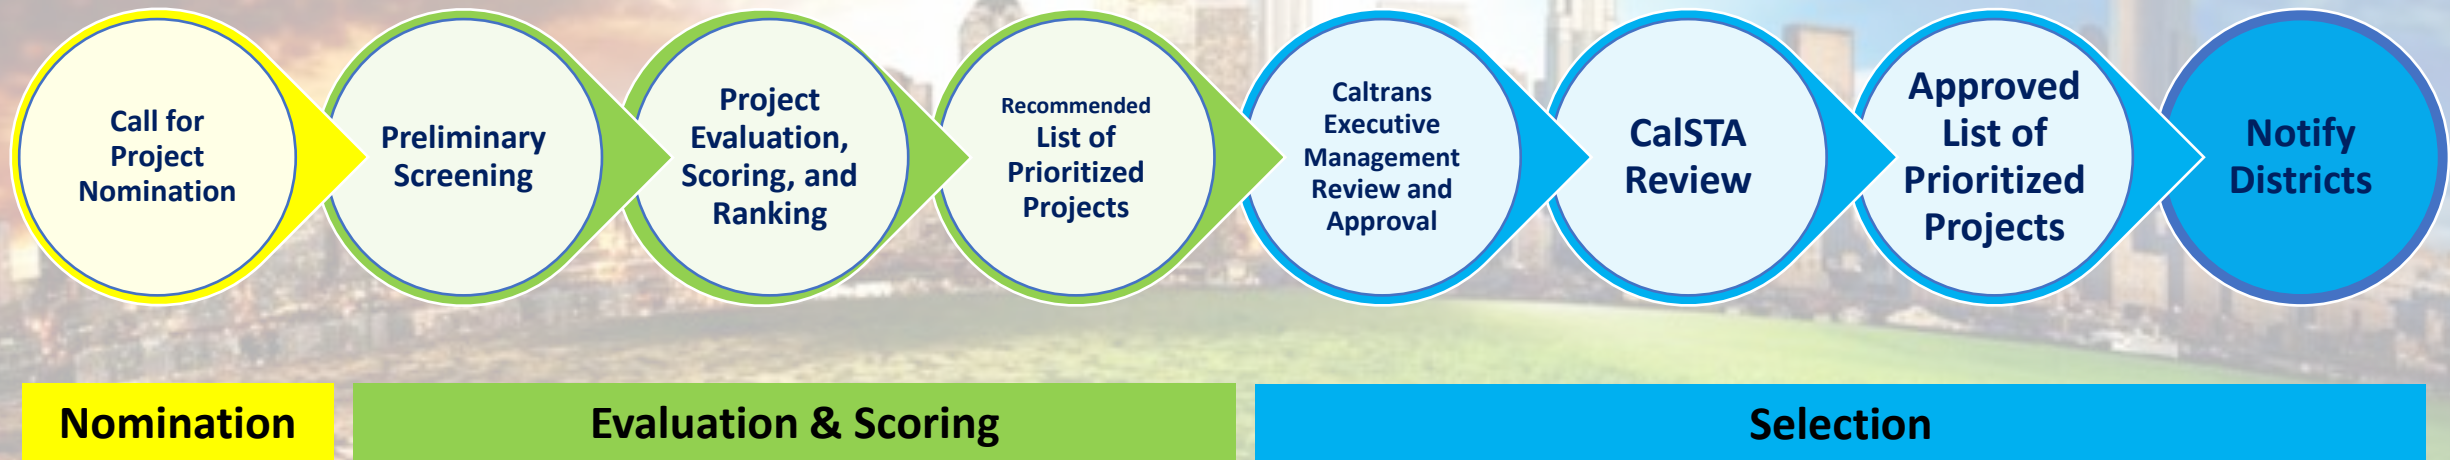 Call for
Project
Nomination
Preliminary
Screening
Project
Evaluation,
Scoring, and
Ranking
Recommended
List of
Prioritized
Projects
Caltrans
Executive
Management
Review and
Approval
CalSTA
Review
Approved
List of
Prioritized
Projects
Notify
Districts
Nomination
Evaluation & Scoring
Selection